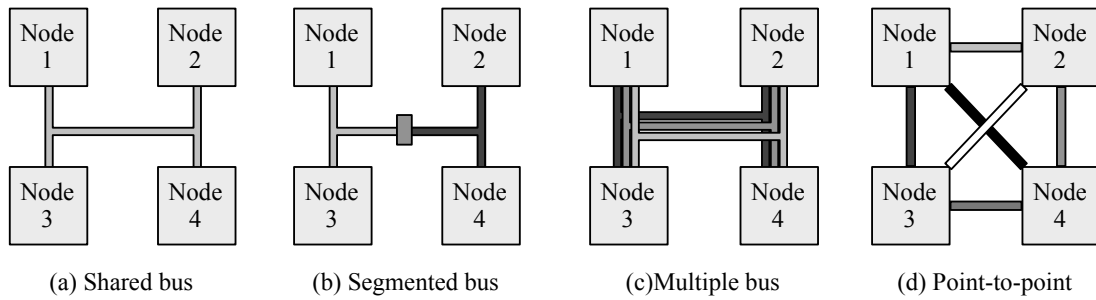 Node
1
Node
2
Node
3
Node
4
(a) Shared bus
Node
1
Node
2
Node
3
Node
4
(b) Segmented bus
Node
1
Node
2
Node
3
Node
4
(c)Multiple bus
Node
1
Node
2
Node
3
Node
4
(d) Point-to-point